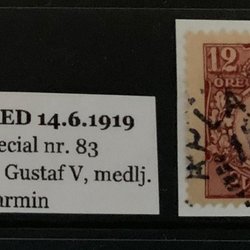 ED 14.6.1919
ecial nr. 83
Gustaf V, medlj.
armin
12
ÖRE